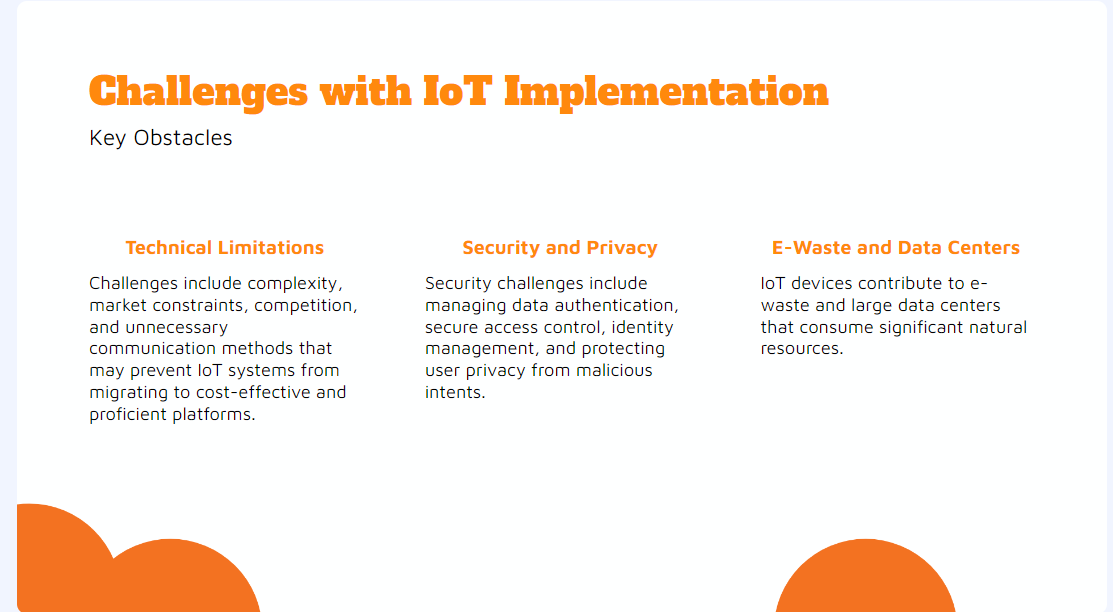 Challenges with IoT Implementation
Key Obstacles
Technical Limitations
Challenges include complexity,
market constraints, competition,
and unnecessary
communication methods that
may prevent IoT systems from
migrating to cost-effective and
proficient platforms.
Security and Privacy
Security challenges include
managing data authentication,
secure access control, identity
management, and protecting
user privacy from malicious
intents.
E-Waste and Data Centers
IoT devices contribute to e-
waste and large data centers
that consume significant natural
resources.